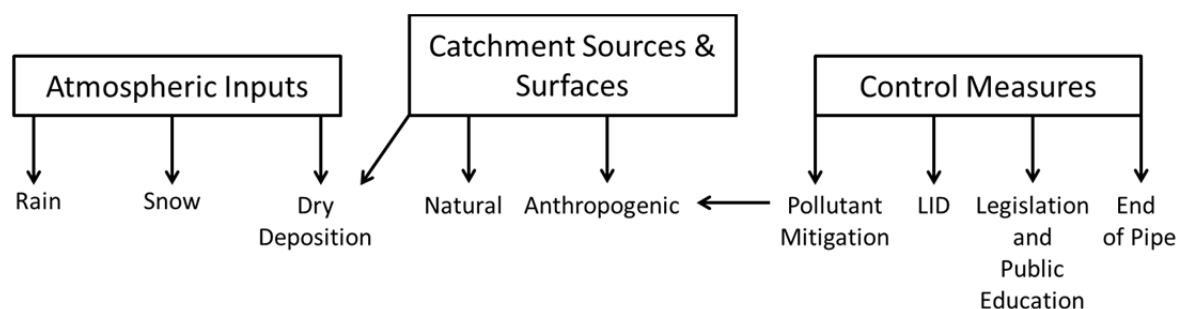 Atmospheric Inputs
Catchment Sources &
Surfaces
Control Measures
Rain
Snow
Dry
Deposition
Natural
Anthropogenic
Pollutant
Mitigation
LID
Legislation
and
Public
Education
End
of Pipe